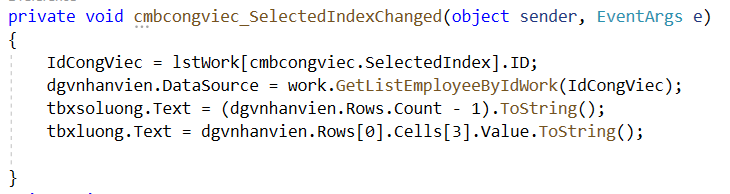 private void cmbcongviec_SelectedIndexChanged(object sender, EventArgs e)
{
IdCongViec = lstWork[cmbcongviec.SelectedIndex].ID;
dgvnhanvien.DataSource = work.GetListEmployeeByIdWork(IdCongViec);
tbxsoluong.Text = (dgvnhanvien.Rows.Count - 1).ToString();
tbxluong.Text = dgvnhanvien.Rows[0].Cells[3].Value.ToString();
}